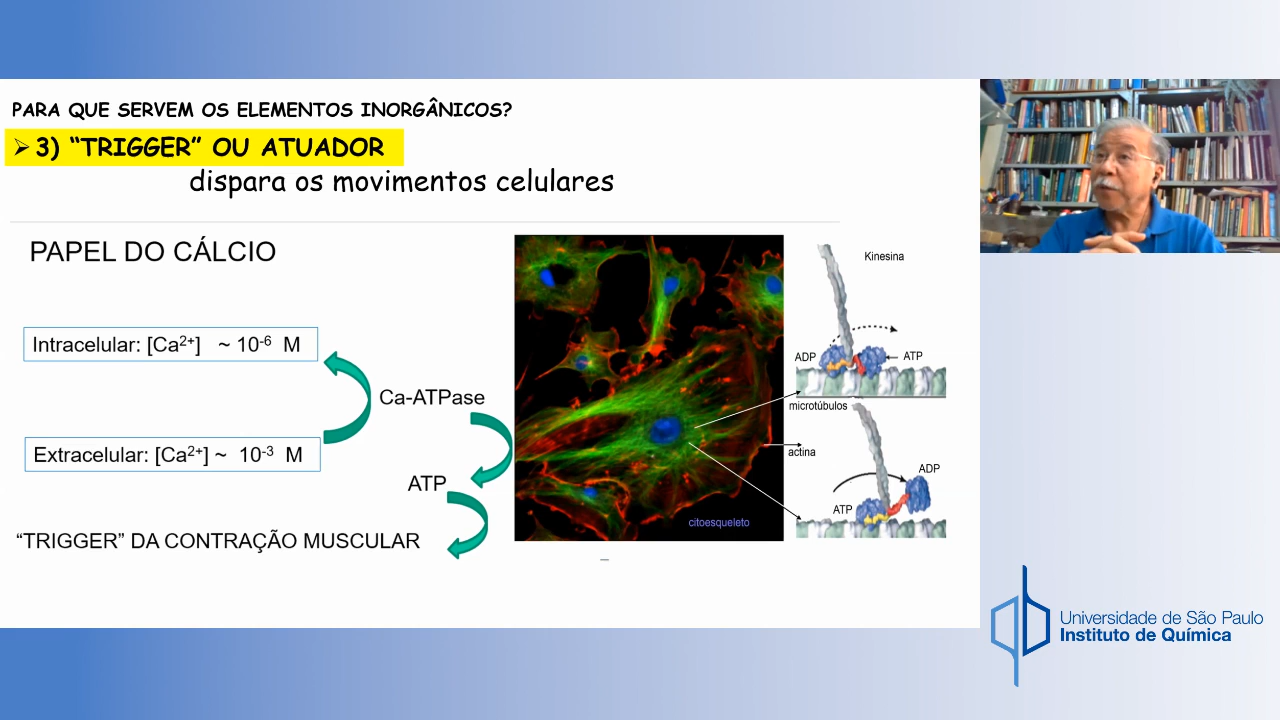 PARA QUE SERVEM OS ELEMENTOS INORGÂNICOS?
➢ 3) “TRIGGER” OU ATUADOR
dispara os movimentos celulares
PAPEL DO CÁLCIO
Intracelular: [Ca²⁺] ~ 10⁻⁶ M
Ca-ATPase
Extracelular: [Ca²⁺] ~ 10⁻³ M
ATP
“TRIGGER” DA CONTRAÇÃO MUSCULAR
citoesqueleto
Kinesina
ADP
ATP
microtúbulos
actina
ADP
ATP
Universidade de São Paulo
Instituto de Química